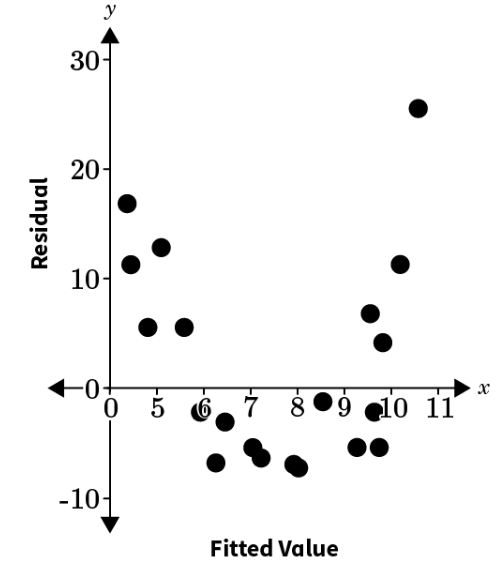 y
30
20
10
0
-10
Residual
0 5 6 7 8 9 10 11 x
Fitted Value